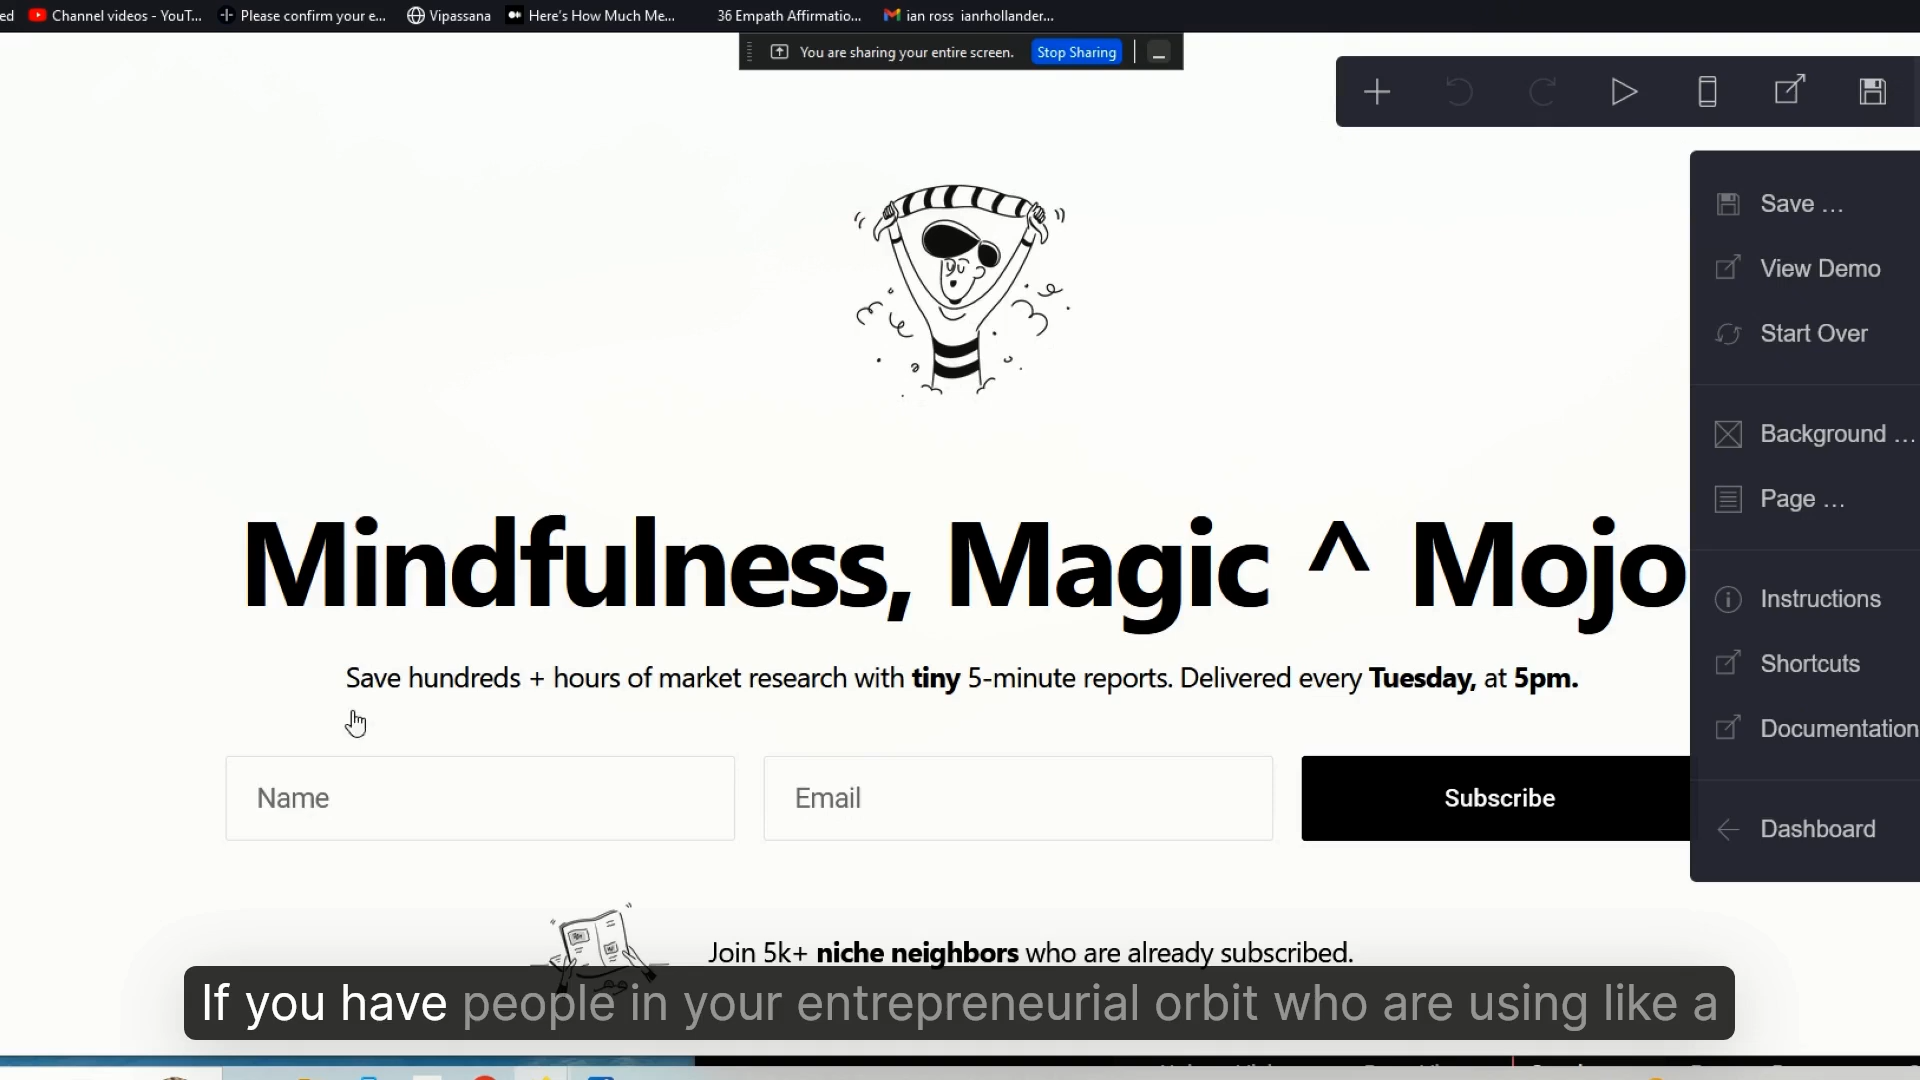 ed Channel videos - YouT... Please confirm your e... Vipassana Here's How Much Me... 36 Empath Affirmatio... ian ross ianrhollander...
You are sharing your entire screen. Stop Sharing
Save ...
View Demo
Start Over
Background ...
Page ...
Instructions
Shortcuts
Documentation
Dashboard
Mindfulness, Magic ^ Mojo
Save hundreds + hours of market research with tiny 5-minute reports. Delivered every Tuesday, at 5pm.
Name Email Subscribe
Join 5k+ niche neighbors who are already subscribed.
If you have people in your entrepreneurial orbit who are using like a